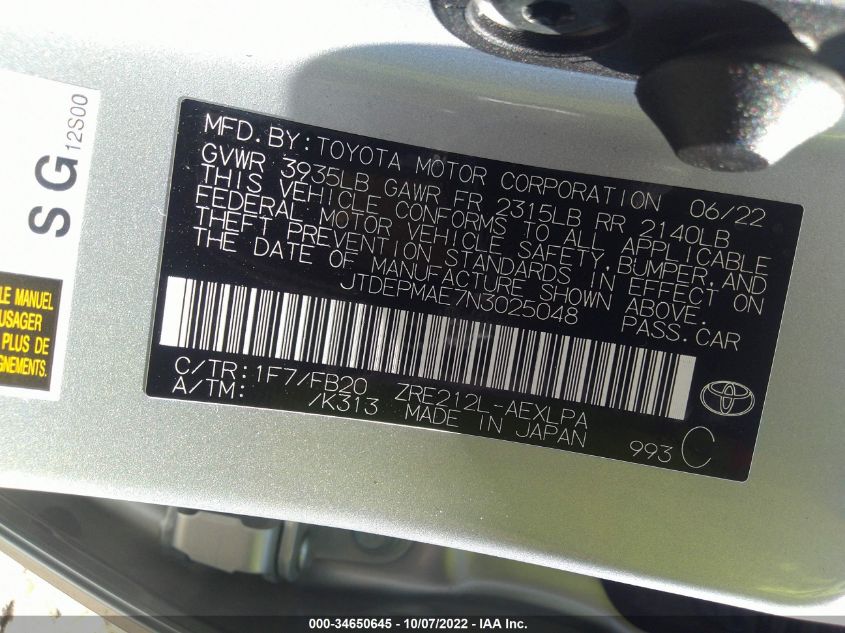 SG12S00
LE MANUEL
USAGER
PLUS DE
GNEMENTS.
MFD.BY:TOYOTA MOTOR CORPORATION 06/22
GVWR 3935LB GAWR FR 2315LB RR 2140LB
THIS VEHICLE CONFORMS TO ALL APPLICABLE
FEDERAL MOTOR VEHICLE SAFETY,BUMPER,AND
THEFT PREVENTION STANDARDS IN EFFECT ON
THE DATE OF MANUFACTURE SHOWN ABOVE.
JTDEPMAE7N3025048 PASS.CAR
C/TR:1F7/FB20 ZRE212L-AEXLPA
A/TM: /K313 MADE IN JAPAN
993 C
TOYOTA
000-34650645 - 10/07/2022 - IAA Inc.